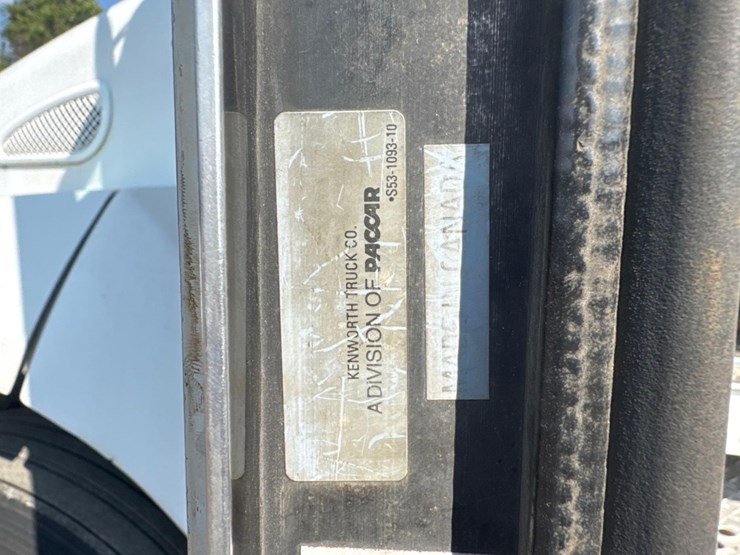 KENWORTH TRUCK CO.
A DIVISION OF PACCAR
•S53-1093-10
MADE IN CANADA